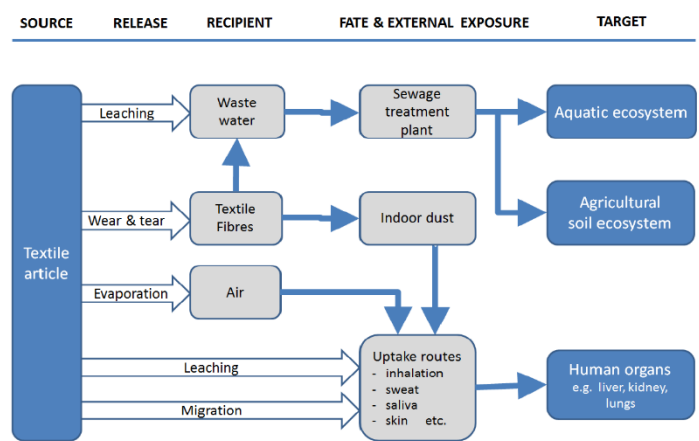 SOURCE RELEASE RECIPIENT FATE & EXTERNAL EXPOSURE TARGET
Textile
article
Leaching
Waste
water
Sewage
treatment
plant
Aquatic ecosystem
Wear & tear
Textile
Fibres
Indoor dust
Agricultural
soil ecosystem
Evaporation
Air
Leaching
Migration
Uptake routes
- inhalation
- sweat
- saliva
- skin etc.
Human organs
e.g. liver, kidney,
lungs